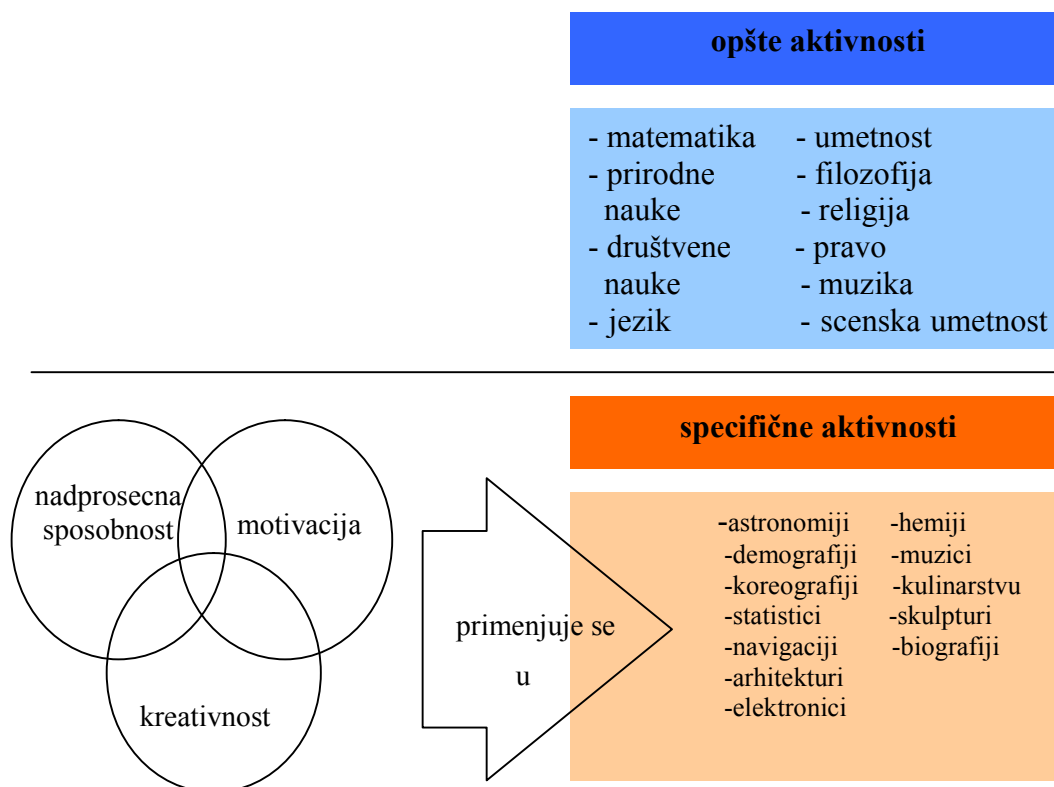 opšte aktivnosti
- matematika - umetnost
- prirodne - filozofija
nauke - religija
- društvene - pravo
nauke - muzika
- jezik - scenska umetnost
specifične aktivnosti
nadprosecna
sposobnost
motivacija
kreativnost
primenjuje se
u
-astronomiji -hemiji
-demografiji -muzici
-koreografiji -kulinarstvu
-statistici -skulpturi
-navigaciji -biografiji
-arhitekturi
-elektronici